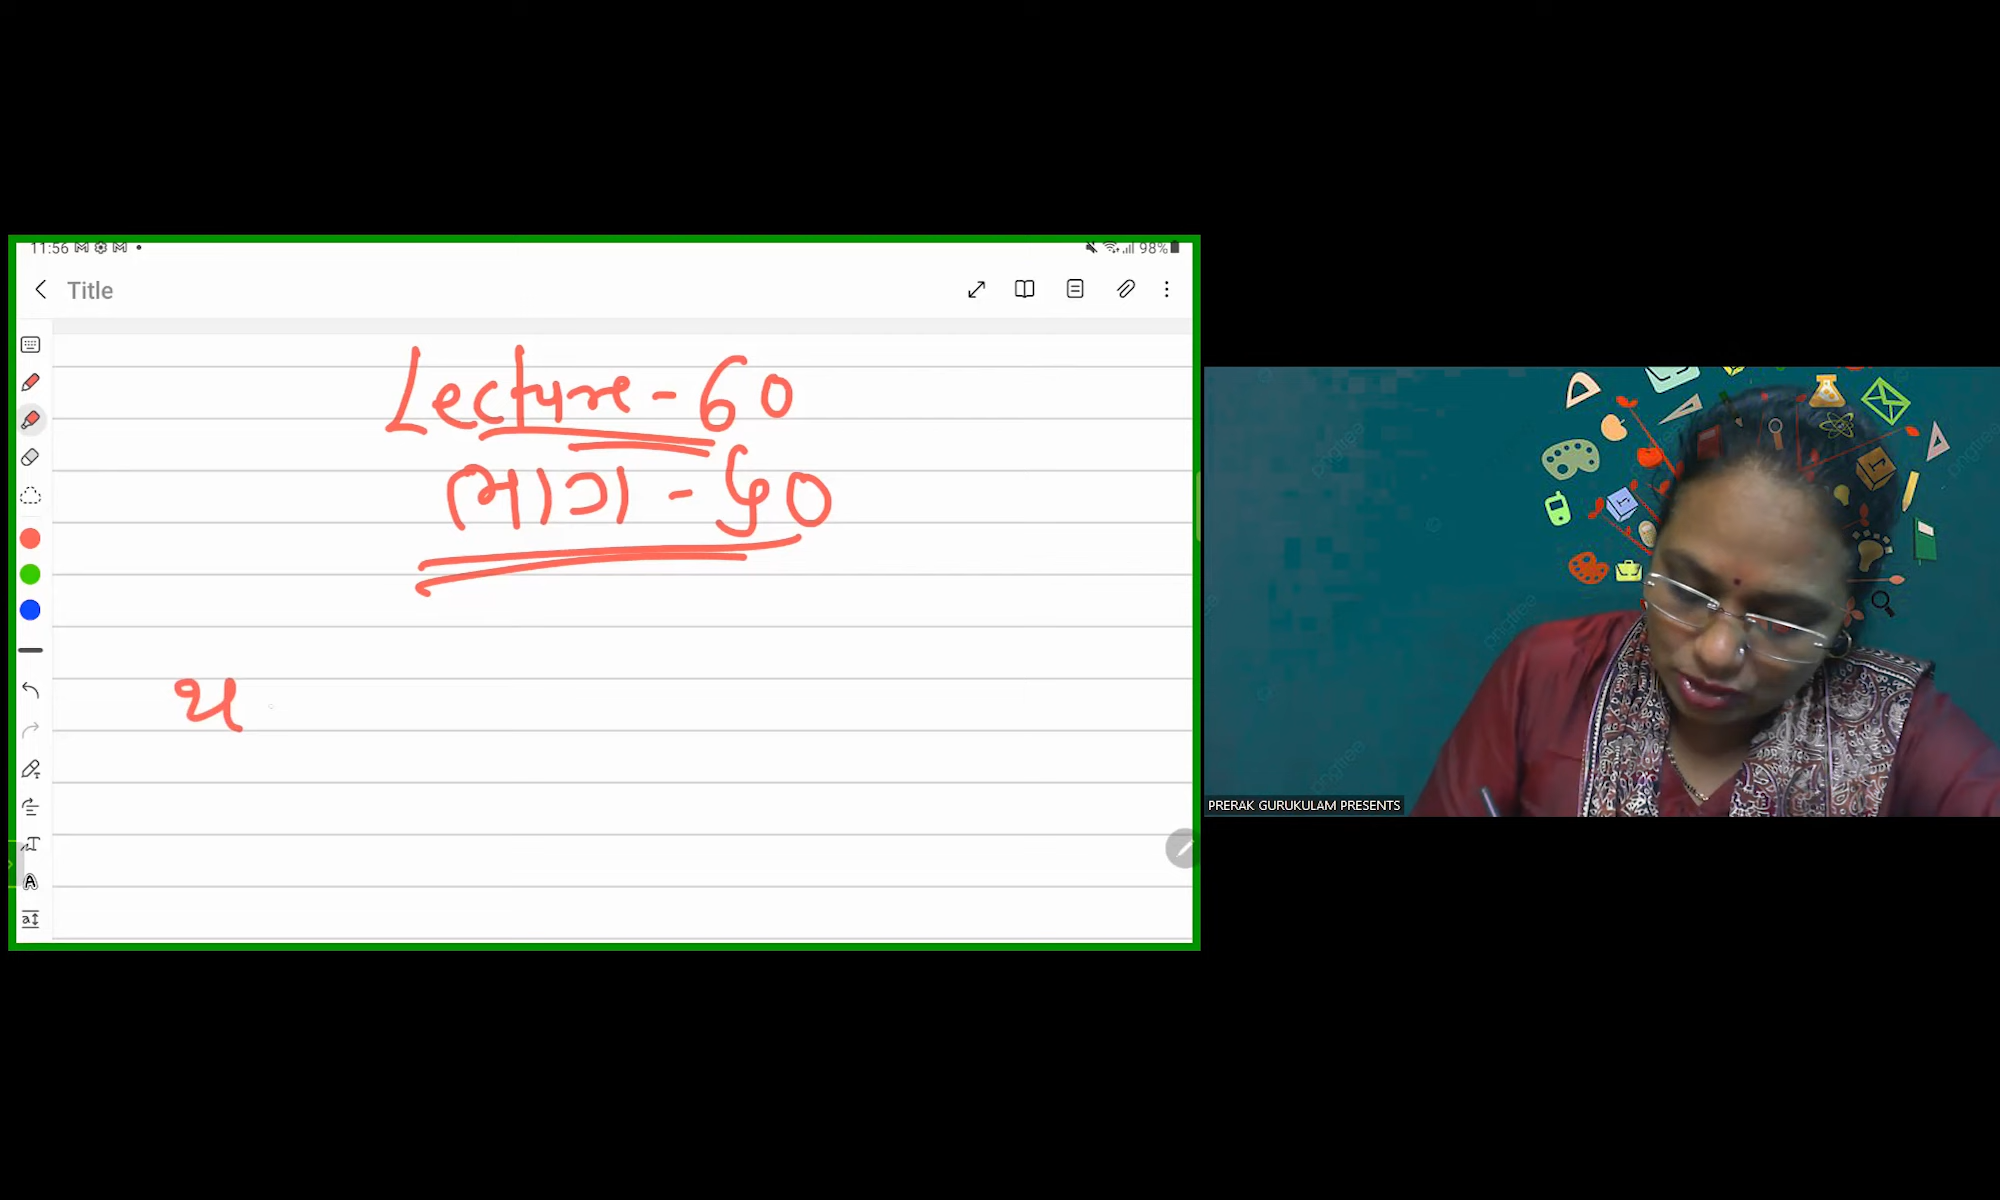 11:56
98%
Title
Lecture - 60
ભાગ - ૬૦
ય
PRERAK GURUKULAM PRESENTS